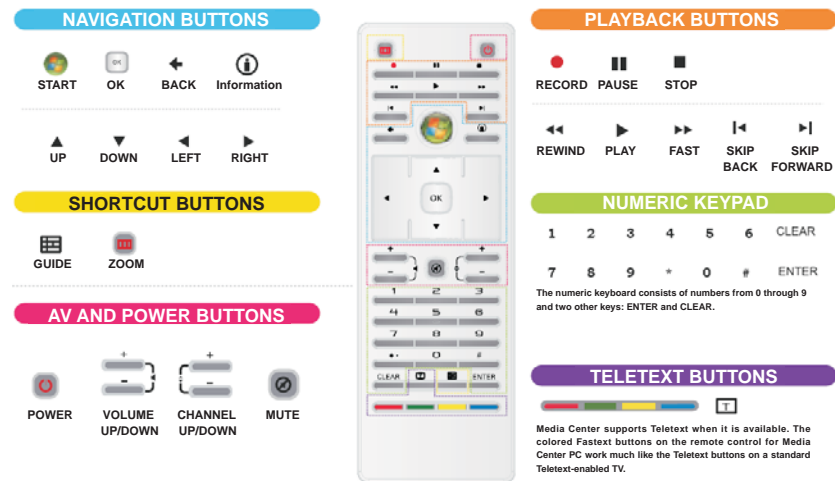 NAVIGATION BUTTONS
OK
START OK BACK Information
UP DOWN LEFT RIGHT
SHORTCUT BUTTONS
GUIDE ZOOM
AV AND POWER BUTTONS
+ +
- -
POWER VOLUME CHANNEL MUTE
UP/DOWN UP/DOWN
OK
+ +
- -
1 2 3
4 5 6
7 8 9
* 0 #
CLEAR ENTER
PLAYBACK BUTTONS
RECORD PAUSE STOP
REWIND PLAY FAST SKIP SKIP
BACK FORWARD
NUMERIC KEYPAD
1 2 3 4 5 6 CLEAR
7 8 9 * 0 # ENTER
The numeric keyboard consists of numbers from 0 through 9
and two other keys: ENTER and CLEAR.
TELETEXT BUTTONS
T
Media Center supports Teletext when it is available. The
colored Fastext buttons on the remote control for Media
Center PC work much like the Teletext buttons on a standard
Teletext-enabled TV.